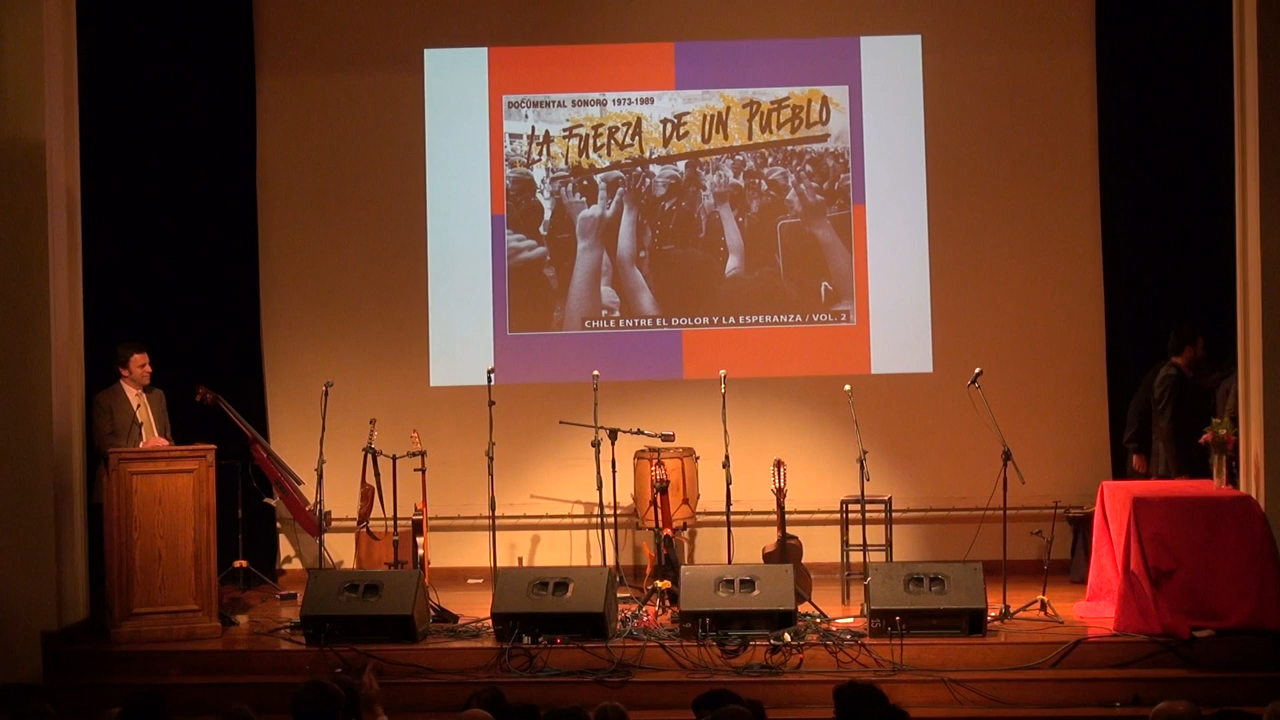 DOCUMENTAL SONORO 1973-1989
LA FUERZA DE UN PUEBLO
CHILE ENTRE EL DOLOR Y LA ESPERANZA / VOL. 2